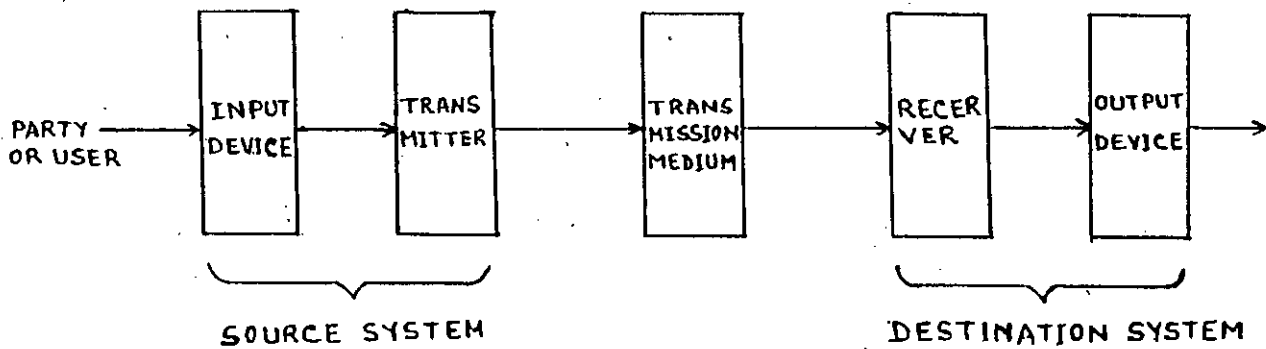 PARTY
OR USER
INPUT
DEVICE
TRANS
MITTER
TRANS
MISSION
MEDIUM
RECER
VER
OUTPUT
DEVICE
SOURCE SYSTEM
DESTINATION SYSTEM